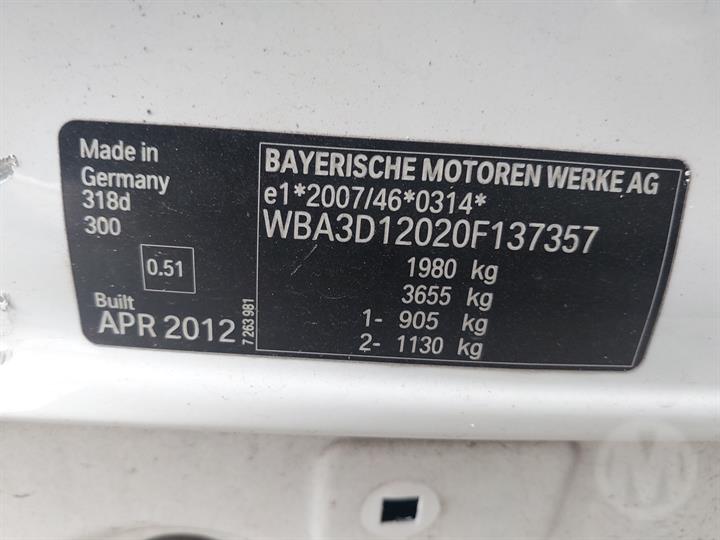 Made in
Germany
318d
300
0.51
Built
APR 2012
7 263 981
BAYERISCHE MOTOREN WERKE AG
e1*2007/46*0314*
WBA3D12020F137357
1980 kg
3655 kg
1- 905 kg
2- 1130 kg
M